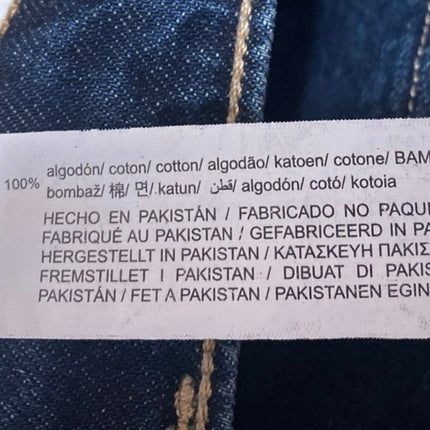 100% algodón/ coton/ cotton/ algodão/ katoen/ cotone/ BAM
bombaž/ 棉/ 면/ katun/ قطن/ algodón/ cotó/ kotoia
HECHO EN PAKISTÁN / FABRICADO NO PAQU
FABRIQUÉ AU PAKISTAN / GEFABRICEERD IN PA
HERGESTELLT IN PAKISTAN / ΚΑΤΑΣΚΕΥΗ ΠΑΚΙΣ
FREMSTILLET I PAKISTAN / DIBUAT DI PAKIS
PAKISTÁN / FET A PAKISTAN / PAKISTANEN EGIN